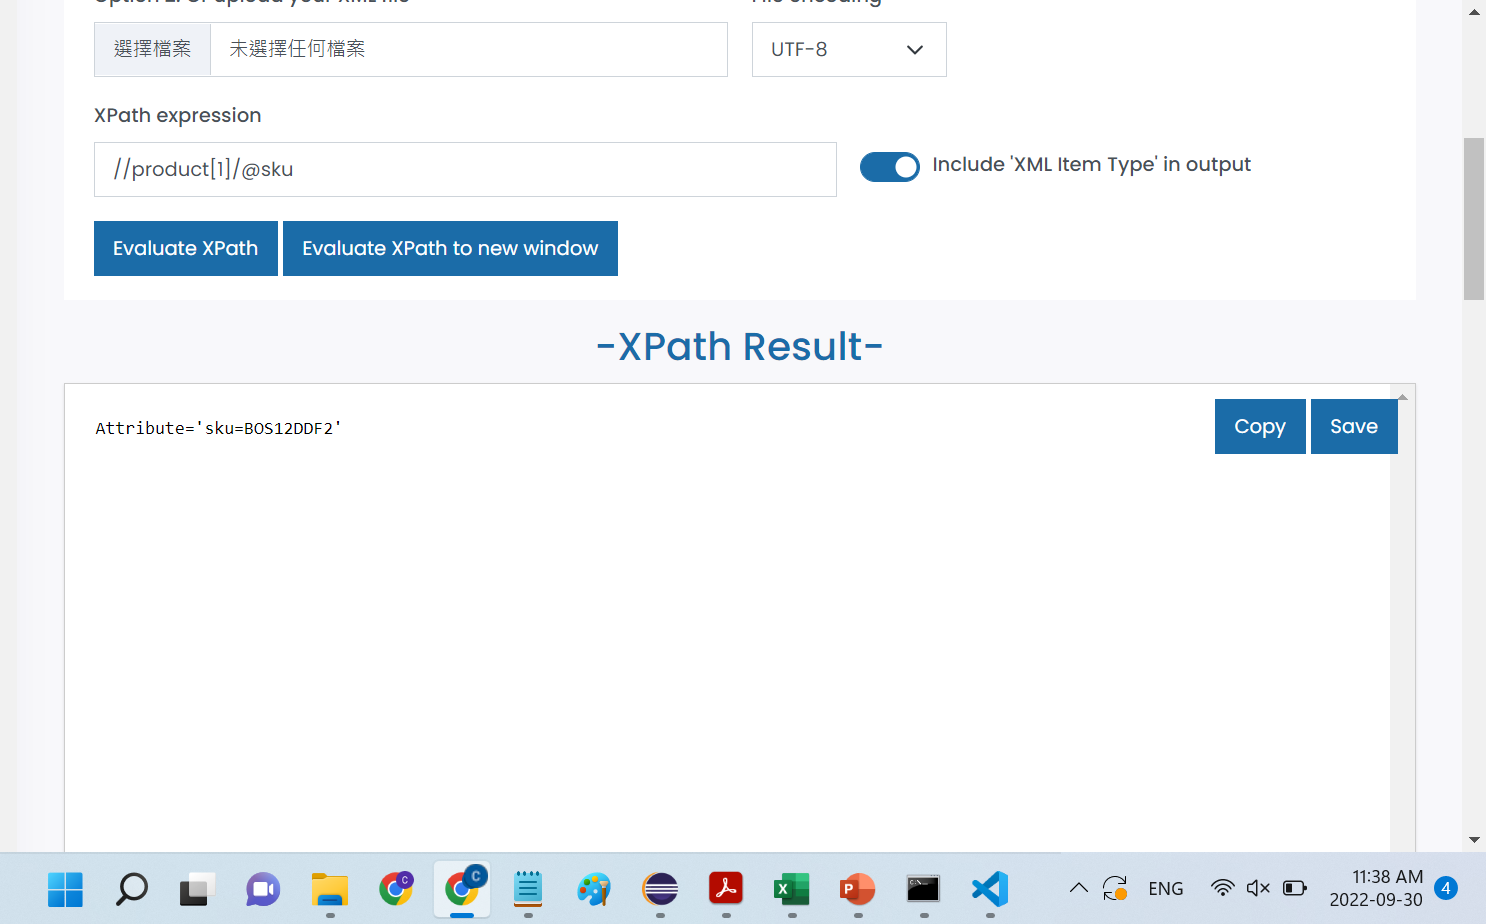 選擇檔案
未選擇任何檔案
UTF-8
XPath expression
//product[1]/@sku
Include 'XML Item Type' in output
Evaluate XPath
Evaluate XPath to new window
-XPath Result-
Attribute='sku=BOS12DDF2'
Copy
Save
C
C
X
P
C:\
ENG
11:38 AM
2022-09-30
4